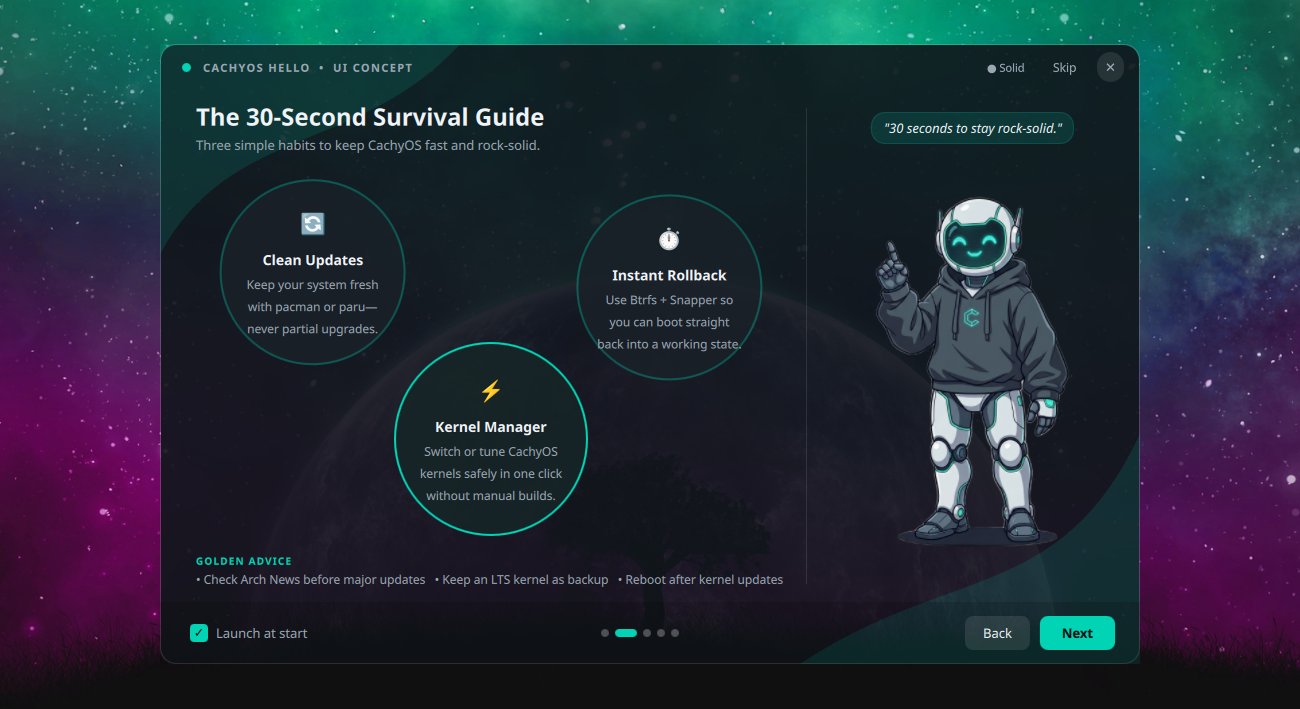 CACHYOS HELLO • UI CONCEPT
Solid
Skip
The 30-Second Survival Guide
Three simple habits to keep CachyOS fast and rock-solid.
"30 seconds to stay rock-solid."
Clean Updates
Keep your system fresh
with pacman or paru—
never partial upgrades.
Instant Rollback
Use Btrfs + Snapper so
you can boot straight
back into a working state.
Kernel Manager
Switch or tune CachyOS
kernels safely in one click
without manual builds.
GOLDEN ADVICE
• Check Arch News before major updates • Keep an LTS kernel as backup • Reboot after kernel updates
Launch at start
Back
Next